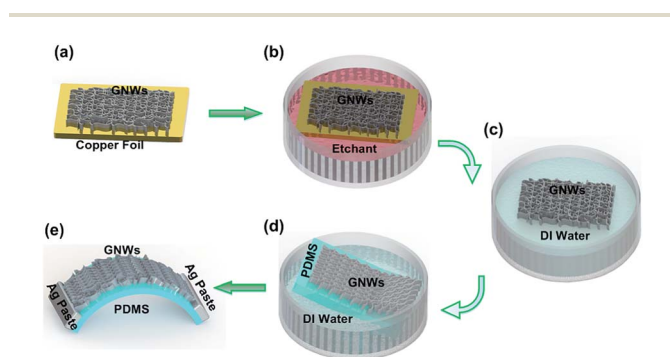 (a)
GNWs
Copper Foil
(b)
GNWs
Etchant
(c)
GNWs
DI Water
(d)
PDMS
GNWs
DI Water
(e)
GNWs
Ag Paste
PDMS
Ag Paste